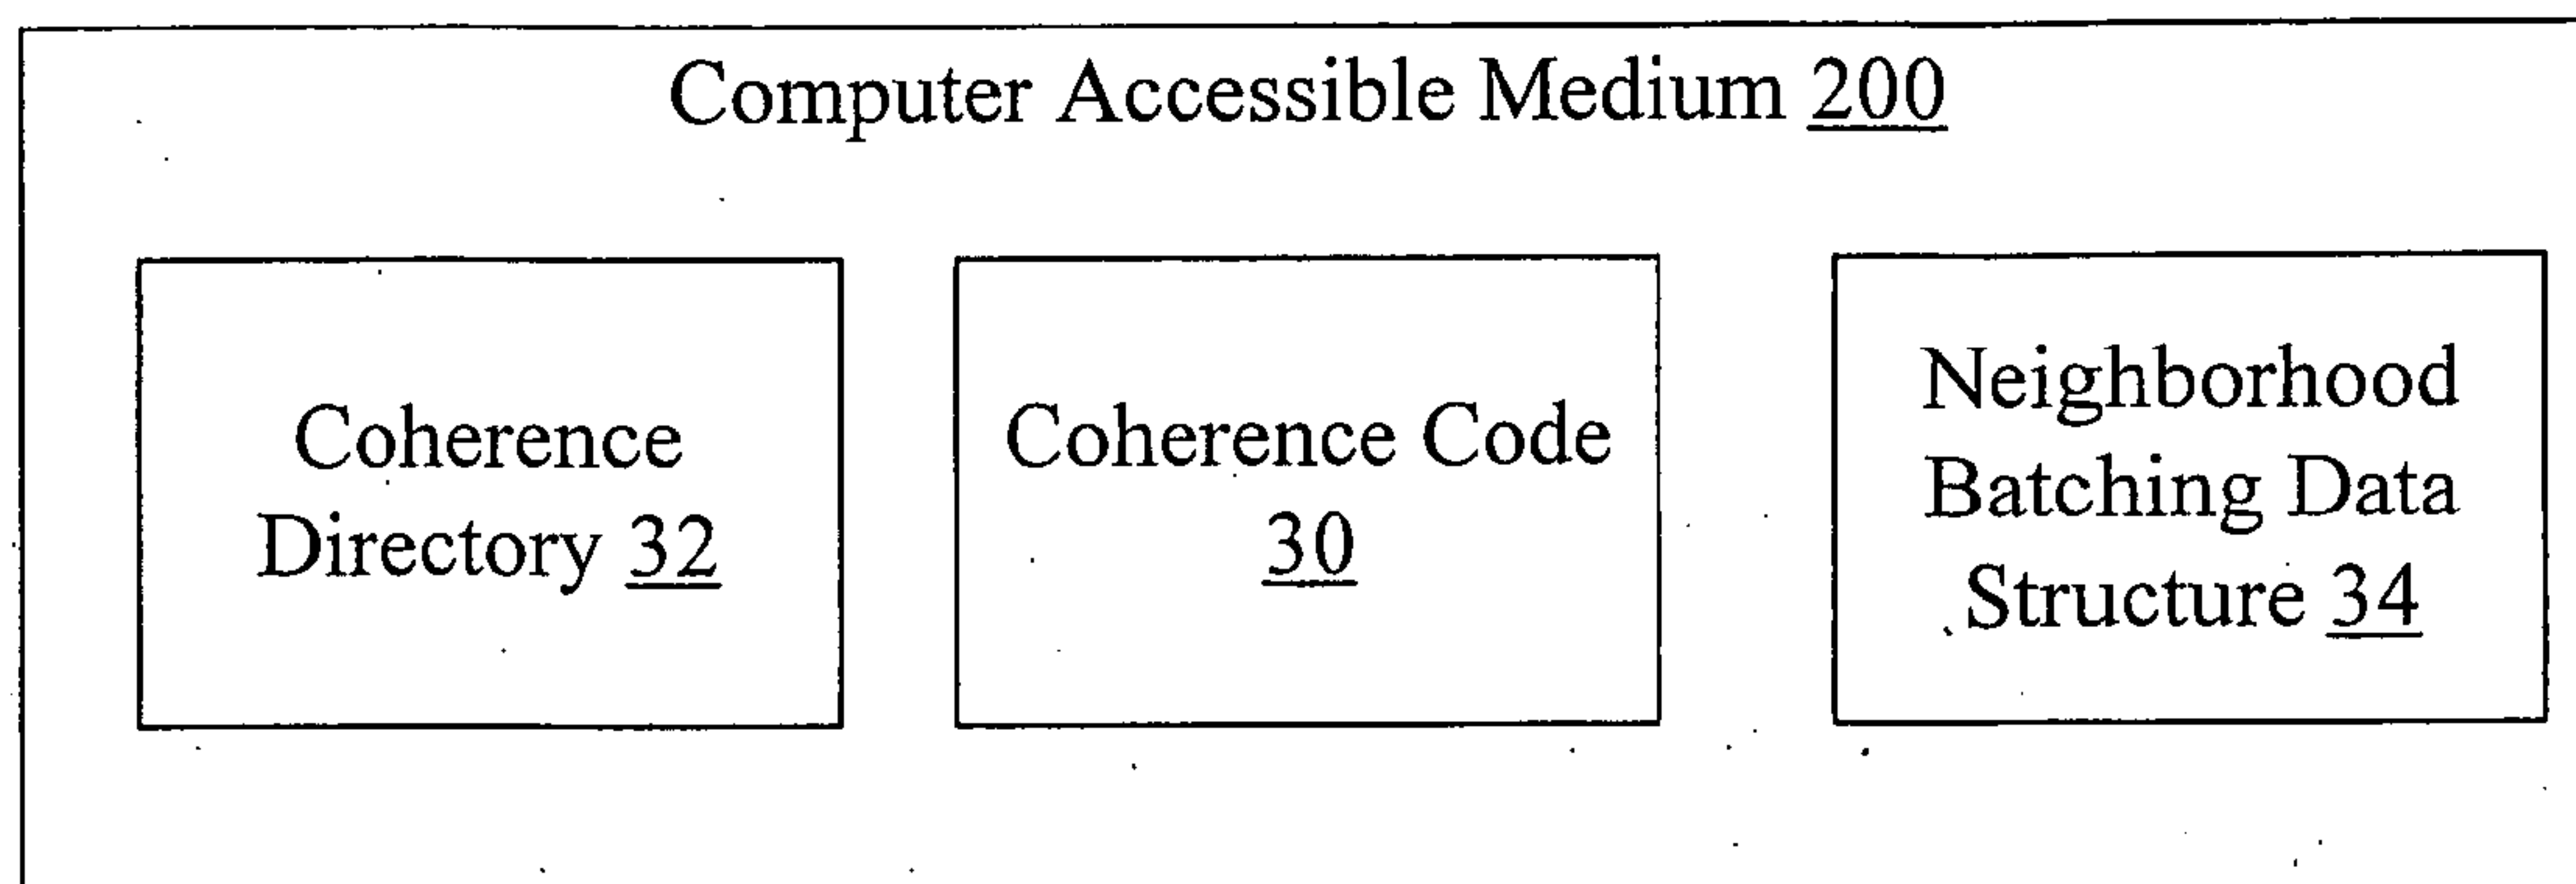 Computer Accessible Medium 200
Coherence
Directory 32
Coherence Code
30
Neighborhood
Batching Data
Structure 34